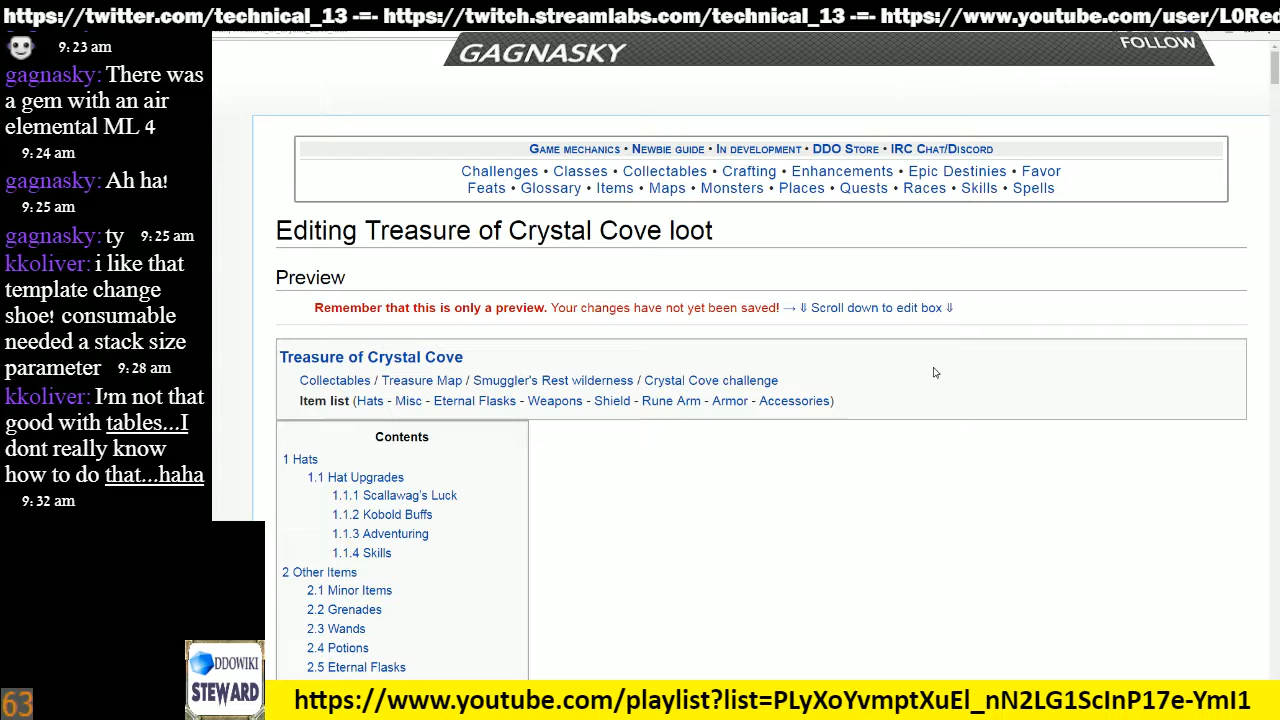 https://twitter.com/technical_13 -=- https://twitch.streamlabs.com/technical_13 -=- https://www.youtube.com/user/L0Red
9:23 am
gagnasky: There was
a gem with an air
elemental ML 4
9:24 am
gagnasky: Ah ha!
9:25 am
gagnasky: ty 9:25 am
kkoliver: i like that
template change
shoe! consumable
needed a stack size
parameter 9:28 am
kkoliver: I'm not that
good with tables...I
dont really know
how to do that...haha
9:32 am
GAGNASKY
FOLLOW
Game mechanics • Newbie guide • In development • DDO Store • IRC Chat/Discord
Challenges • Classes • Collectables • Crafting • Enhancements • Epic Destinies • Favor
Feats • Glossary • Items • Maps • Monsters • Places • Quests • Races • Skills • Spells
Editing Treasure of Crystal Cove loot
Preview
Remember that this is only a preview. Your changes have not yet been saved! → ⇓ Scroll down to edit box ⇓
Treasure of Crystal Cove
Collectables / Treasure Map / Smuggler's Rest wilderness / Crystal Cove challenge
Item list (Hats - Misc - Eternal Flasks - Weapons - Shield - Rune Arm - Armor - Accessories)
Contents
1 Hats
1.1 Hat Upgrades
1.1.1 Scallawag's Luck
1.1.2 Kobold Buffs
1.1.3 Adventuring
1.1.4 Skills
2 Other Items
2.1 Minor Items
2.2 Grenades
2.3 Wands
2.4 Potions
2.5 Eternal Flasks
DDOWIKI
STEWARD
63
https://www.youtube.com/playlist?list=PLyXoYvmptXuEl_nN2LG1ScInP17e-YmI1